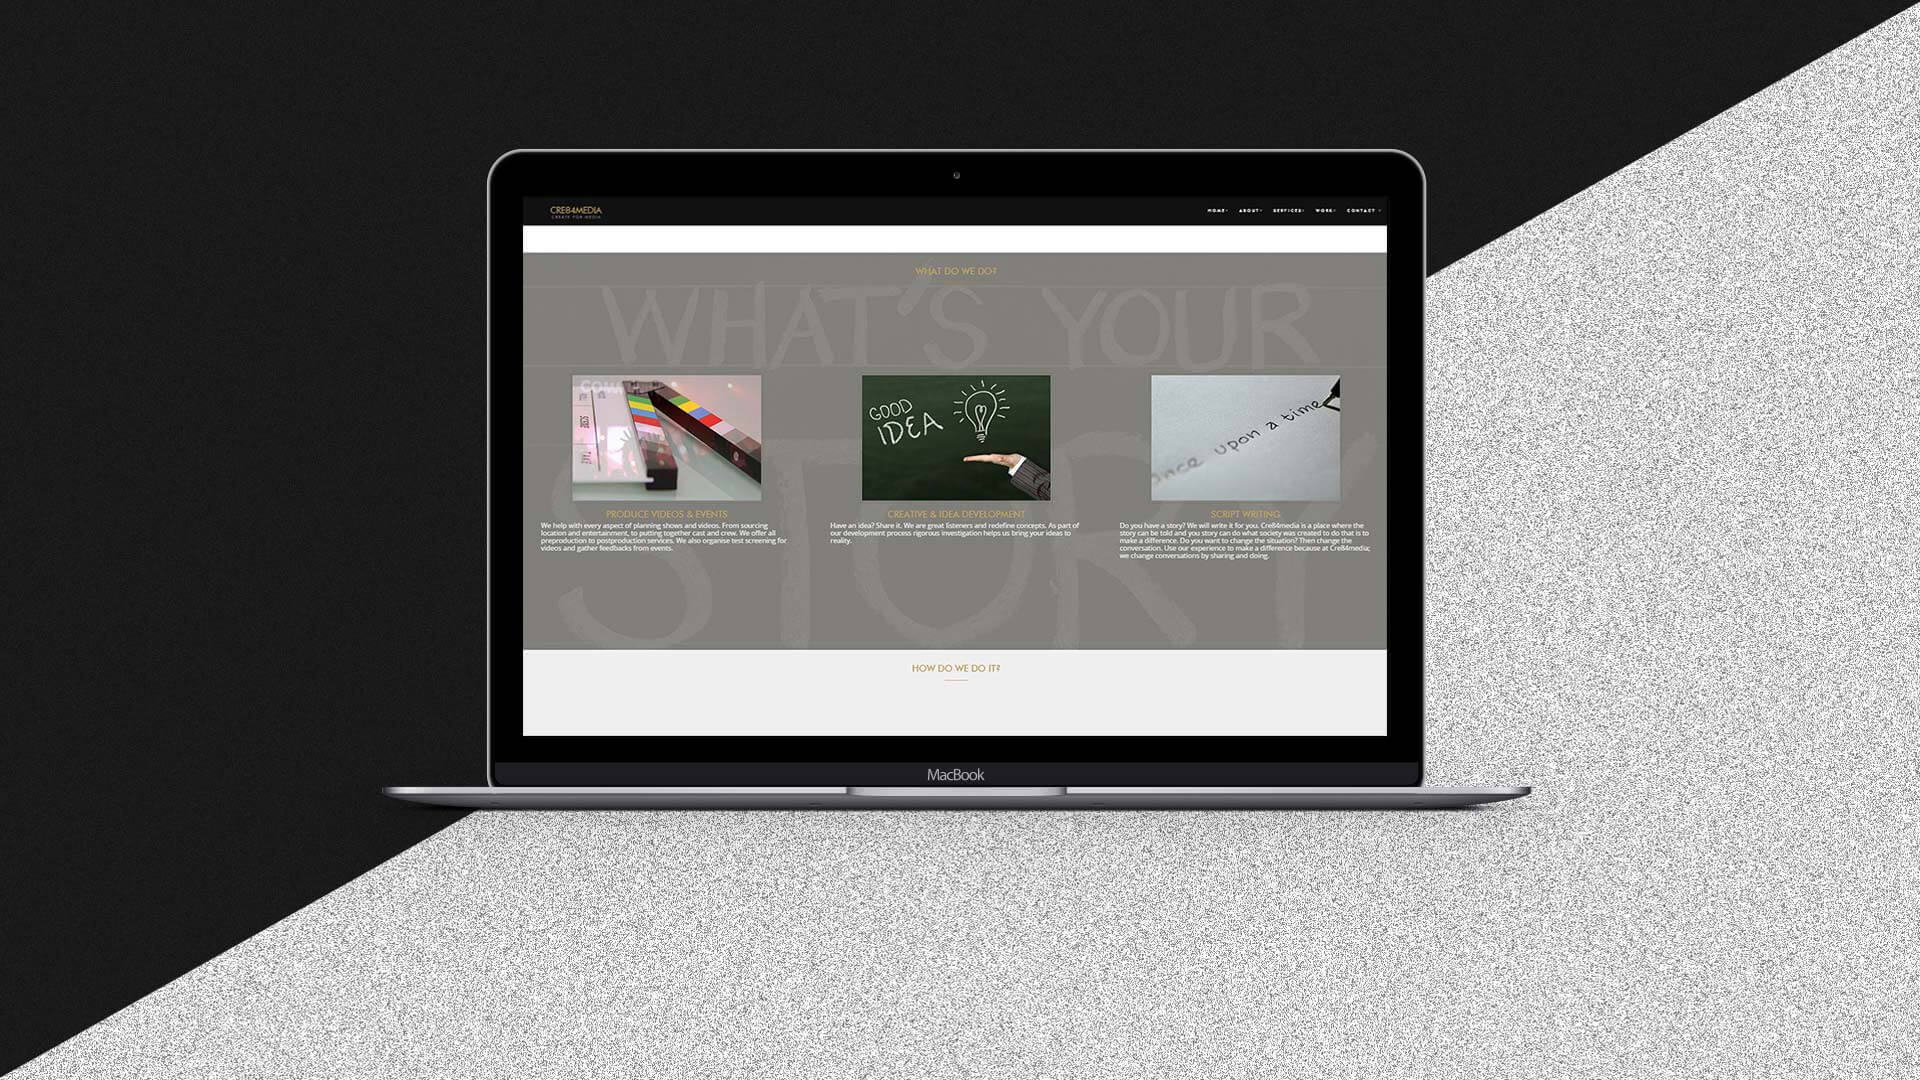 CRE84MEDIA
CREATE FOR MEDIA
HOME
ABOUT
SERVICES
WORK
CONTACT
WHAT DO WE DO?
WHAT'S YOUR
STORY
GOOD
IDEA
once upon a time
PRODUCE VIDEOS & EVENTS
We help with every aspect of planning shows and videos. From sourcing
location and entertainment, to putting together cast and crew. We offer all
preproduction to postproduction services. We also organise test screening for
videos and gather feedbacks from events.
CREATIVE & IDEA DEVELOPMENT
Have an idea? Share it. We are great listeners and redefine concepts. As part of
our development process rigorous investigation helps us bring your ideas to
reality.
SCRIPT WRITING
Do you have a story? We will write it for you. Cre84media is a place where the
story can be told and you story can do what society was created to do that is to
make a difference. Do you want to change the situation? Then change the
conversation. Use our experience to make a difference because at Cre84media;
we change conversations by sharing and doing.
HOW DO WE DO IT?
MacBook